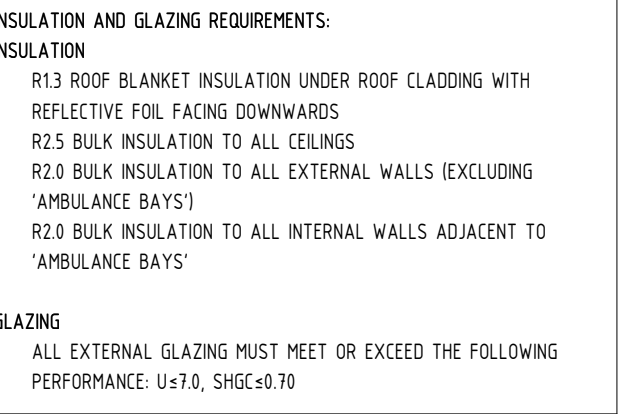 INSULATION AND GLAZING REQUIREMENTS:
INSULATION
R1.3 ROOF BLANKET INSULATION UNDER ROOF CLADDING WITH
REFLECTIVE FOIL FACING DOWNWARDS
R2.5 BULK INSULATION TO ALL CEILINGS
R2.0 BULK INSULATION TO ALL EXTERNAL WALLS (EXCLUDING
'AMBULANCE BAYS')
R2.0 BULK INSULATION TO ALL INTERNAL WALLS ADJACENT TO
'AMBULANCE BAYS'
GLAZING
ALL EXTERNAL GLAZING MUST MEET OR EXCEED THE FOLLOWING
PERFORMANCE: U≤7.0, SHGC≤0.70